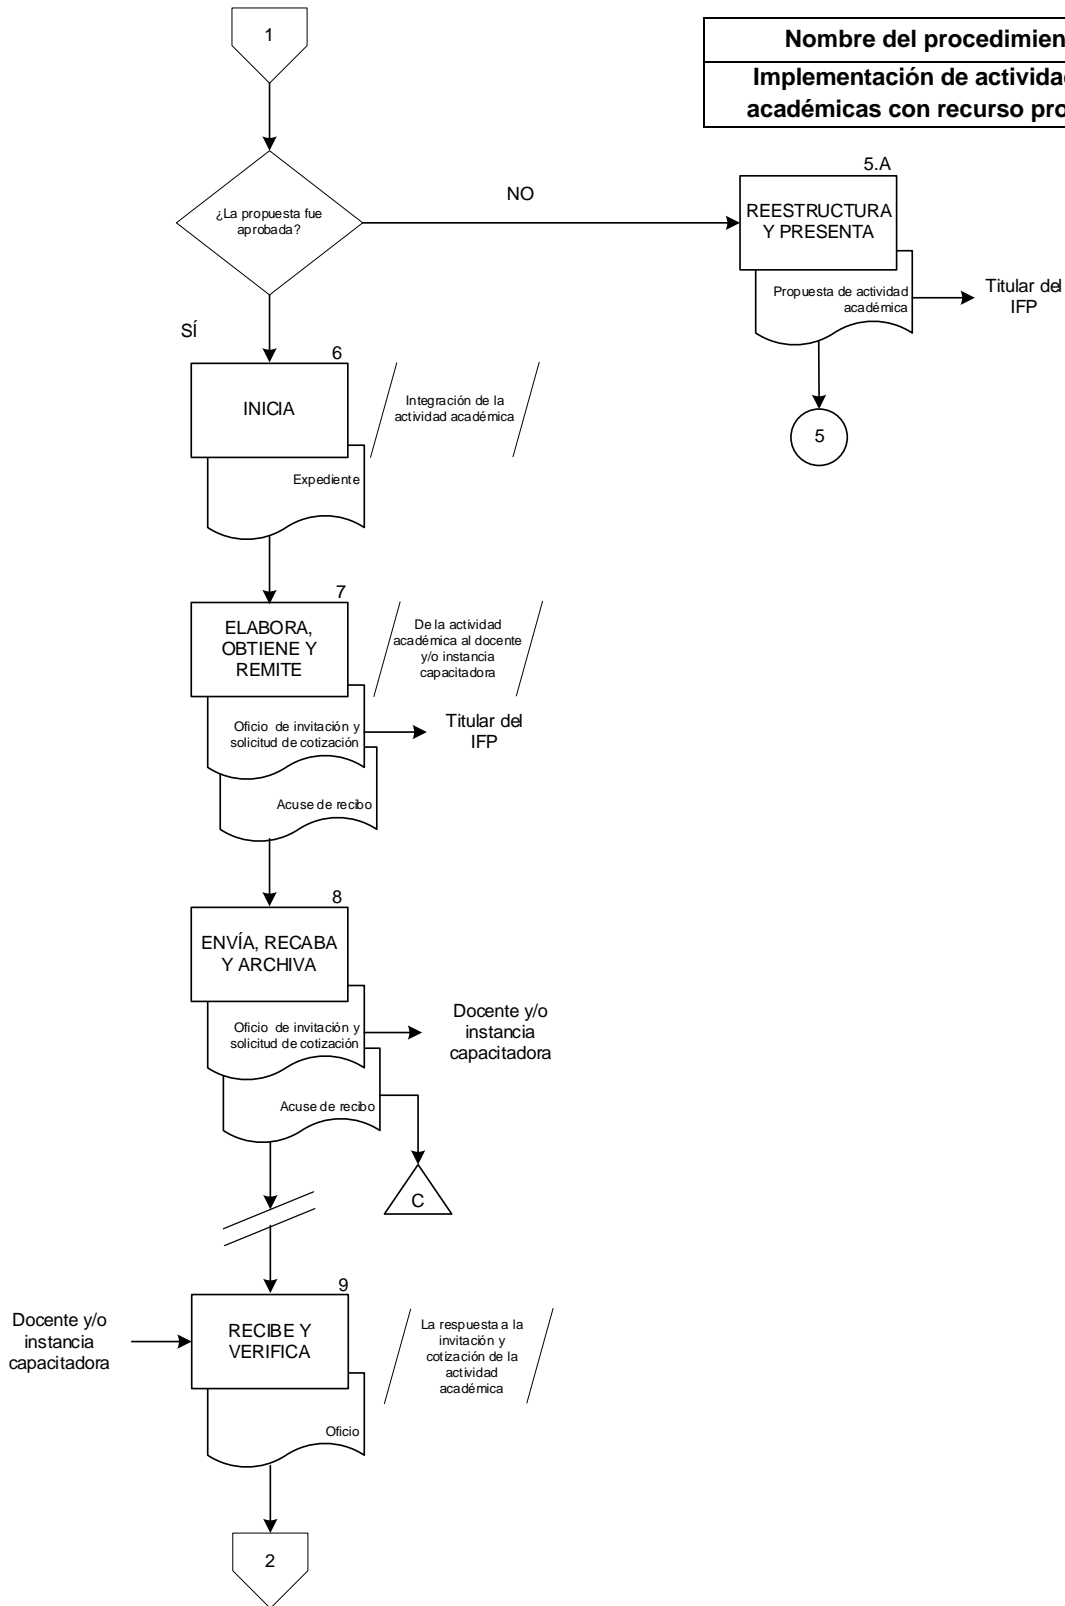 1
Nombre del procedimien
Implementación de activida
académicas con recurso pro
¿La propuesta fue
aprobada?
NO
5.A
REESTRUCTURA
Y PRESENTA
Propuesta de actividad
académica
Titular del
IFP
5
SÍ
6
INICIA
Integración de la
actividad académica
Expediente
7
ELABORA,
OBTIENE Y
REMITE
De la actividad
académica al docente
y/o instancia
capacitadora
Oficio de invitación y
solicitud de cotización
Titular del
IFP
Acuse de recibo
8
ENVÍA, RECABA
Y ARCHIVA
Oficio de invitación y
solicitud de cotización
Docente y/o
instancia
capacitadora
Acuse de recibo
C
9
Docente y/o
instancia
capacitadora
RECIBE Y
VERIFICA
La respuesta a la
invitación y
cotización de la
actividad
académica
Oficio
2